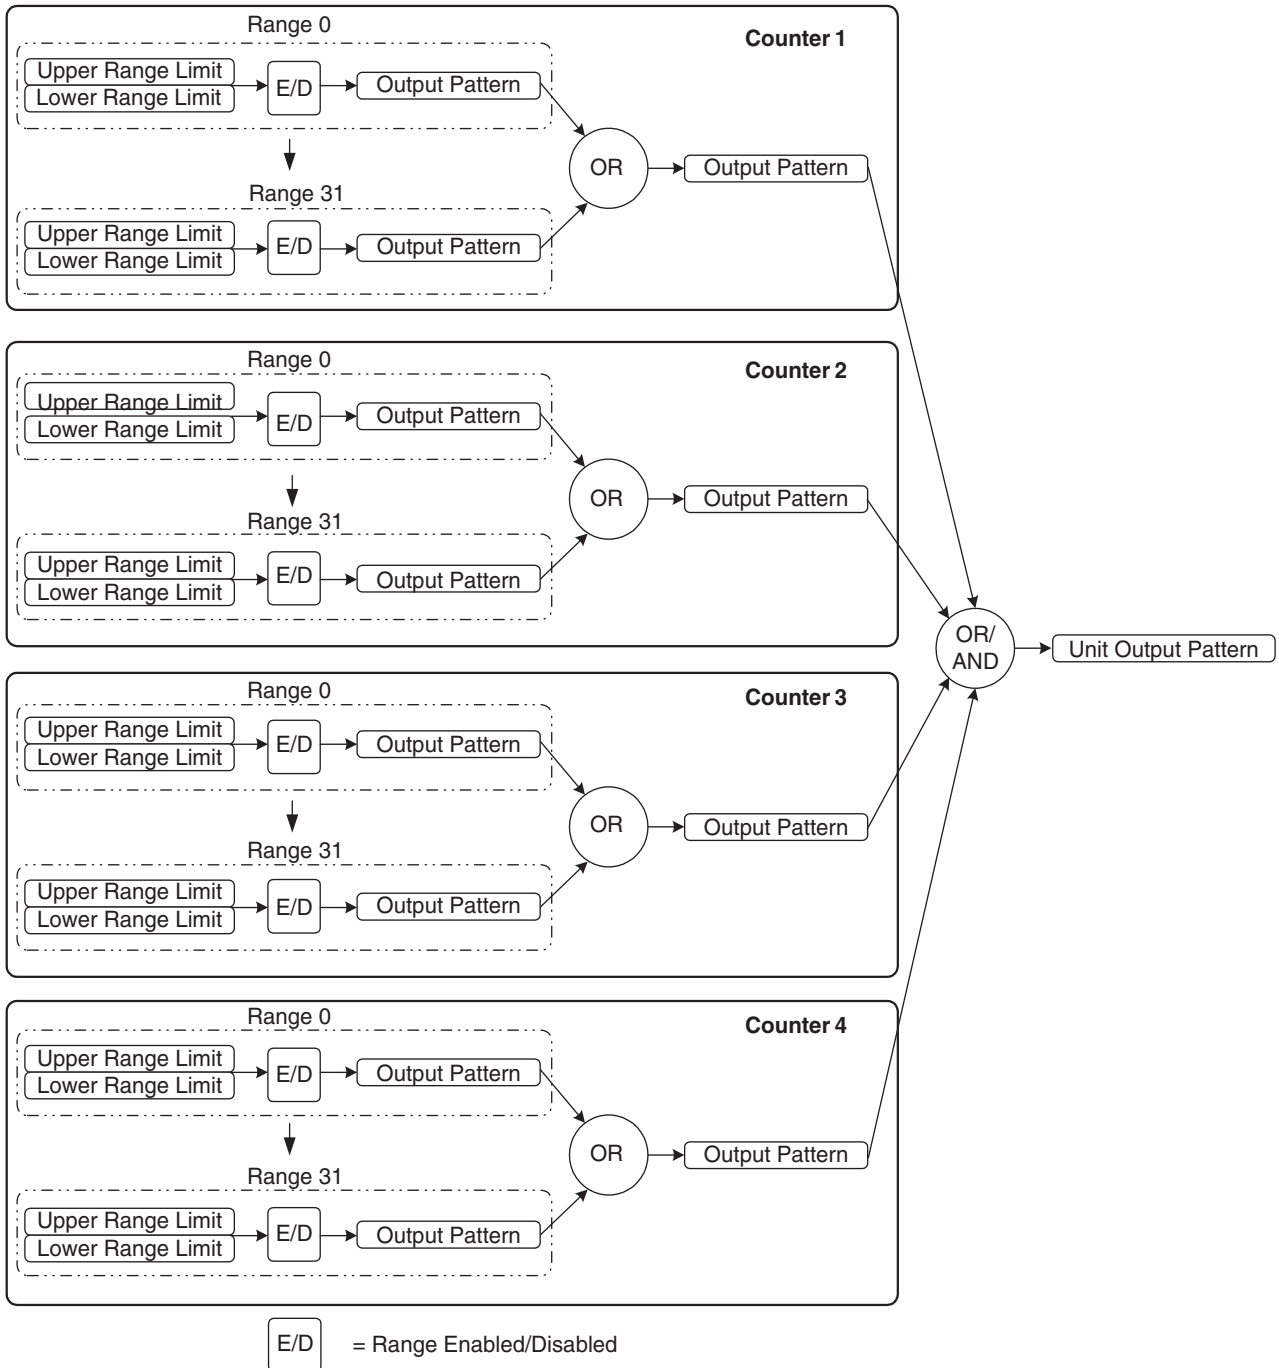 Range 0
Counter 1
Upper Range Limit
Lower Range Limit
E/D
Output Pattern
OR
Output Pattern
Range 31
Upper Range Limit
Lower Range Limit
E/D
Output Pattern
Range 0
Counter 2
Upper Range Limit
Lower Range Limit
E/D
Output Pattern
OR
Output Pattern
Range 31
Upper Range Limit
Lower Range Limit
E/D
Output Pattern
OR/
AND
Unit Output Pattern
Range 0
Counter 3
Upper Range Limit
Lower Range Limit
E/D
Output Pattern
OR
Output Pattern
Range 31
Upper Range Limit
Lower Range Limit
E/D
Output Pattern
Range 0
Counter 4
Upper Range Limit
Lower Range Limit
E/D
Output Pattern
OR
Output Pattern
Range 31
Upper Range Limit
Lower Range Limit
E/D
Output Pattern
E/D = Range Enabled/Disabled